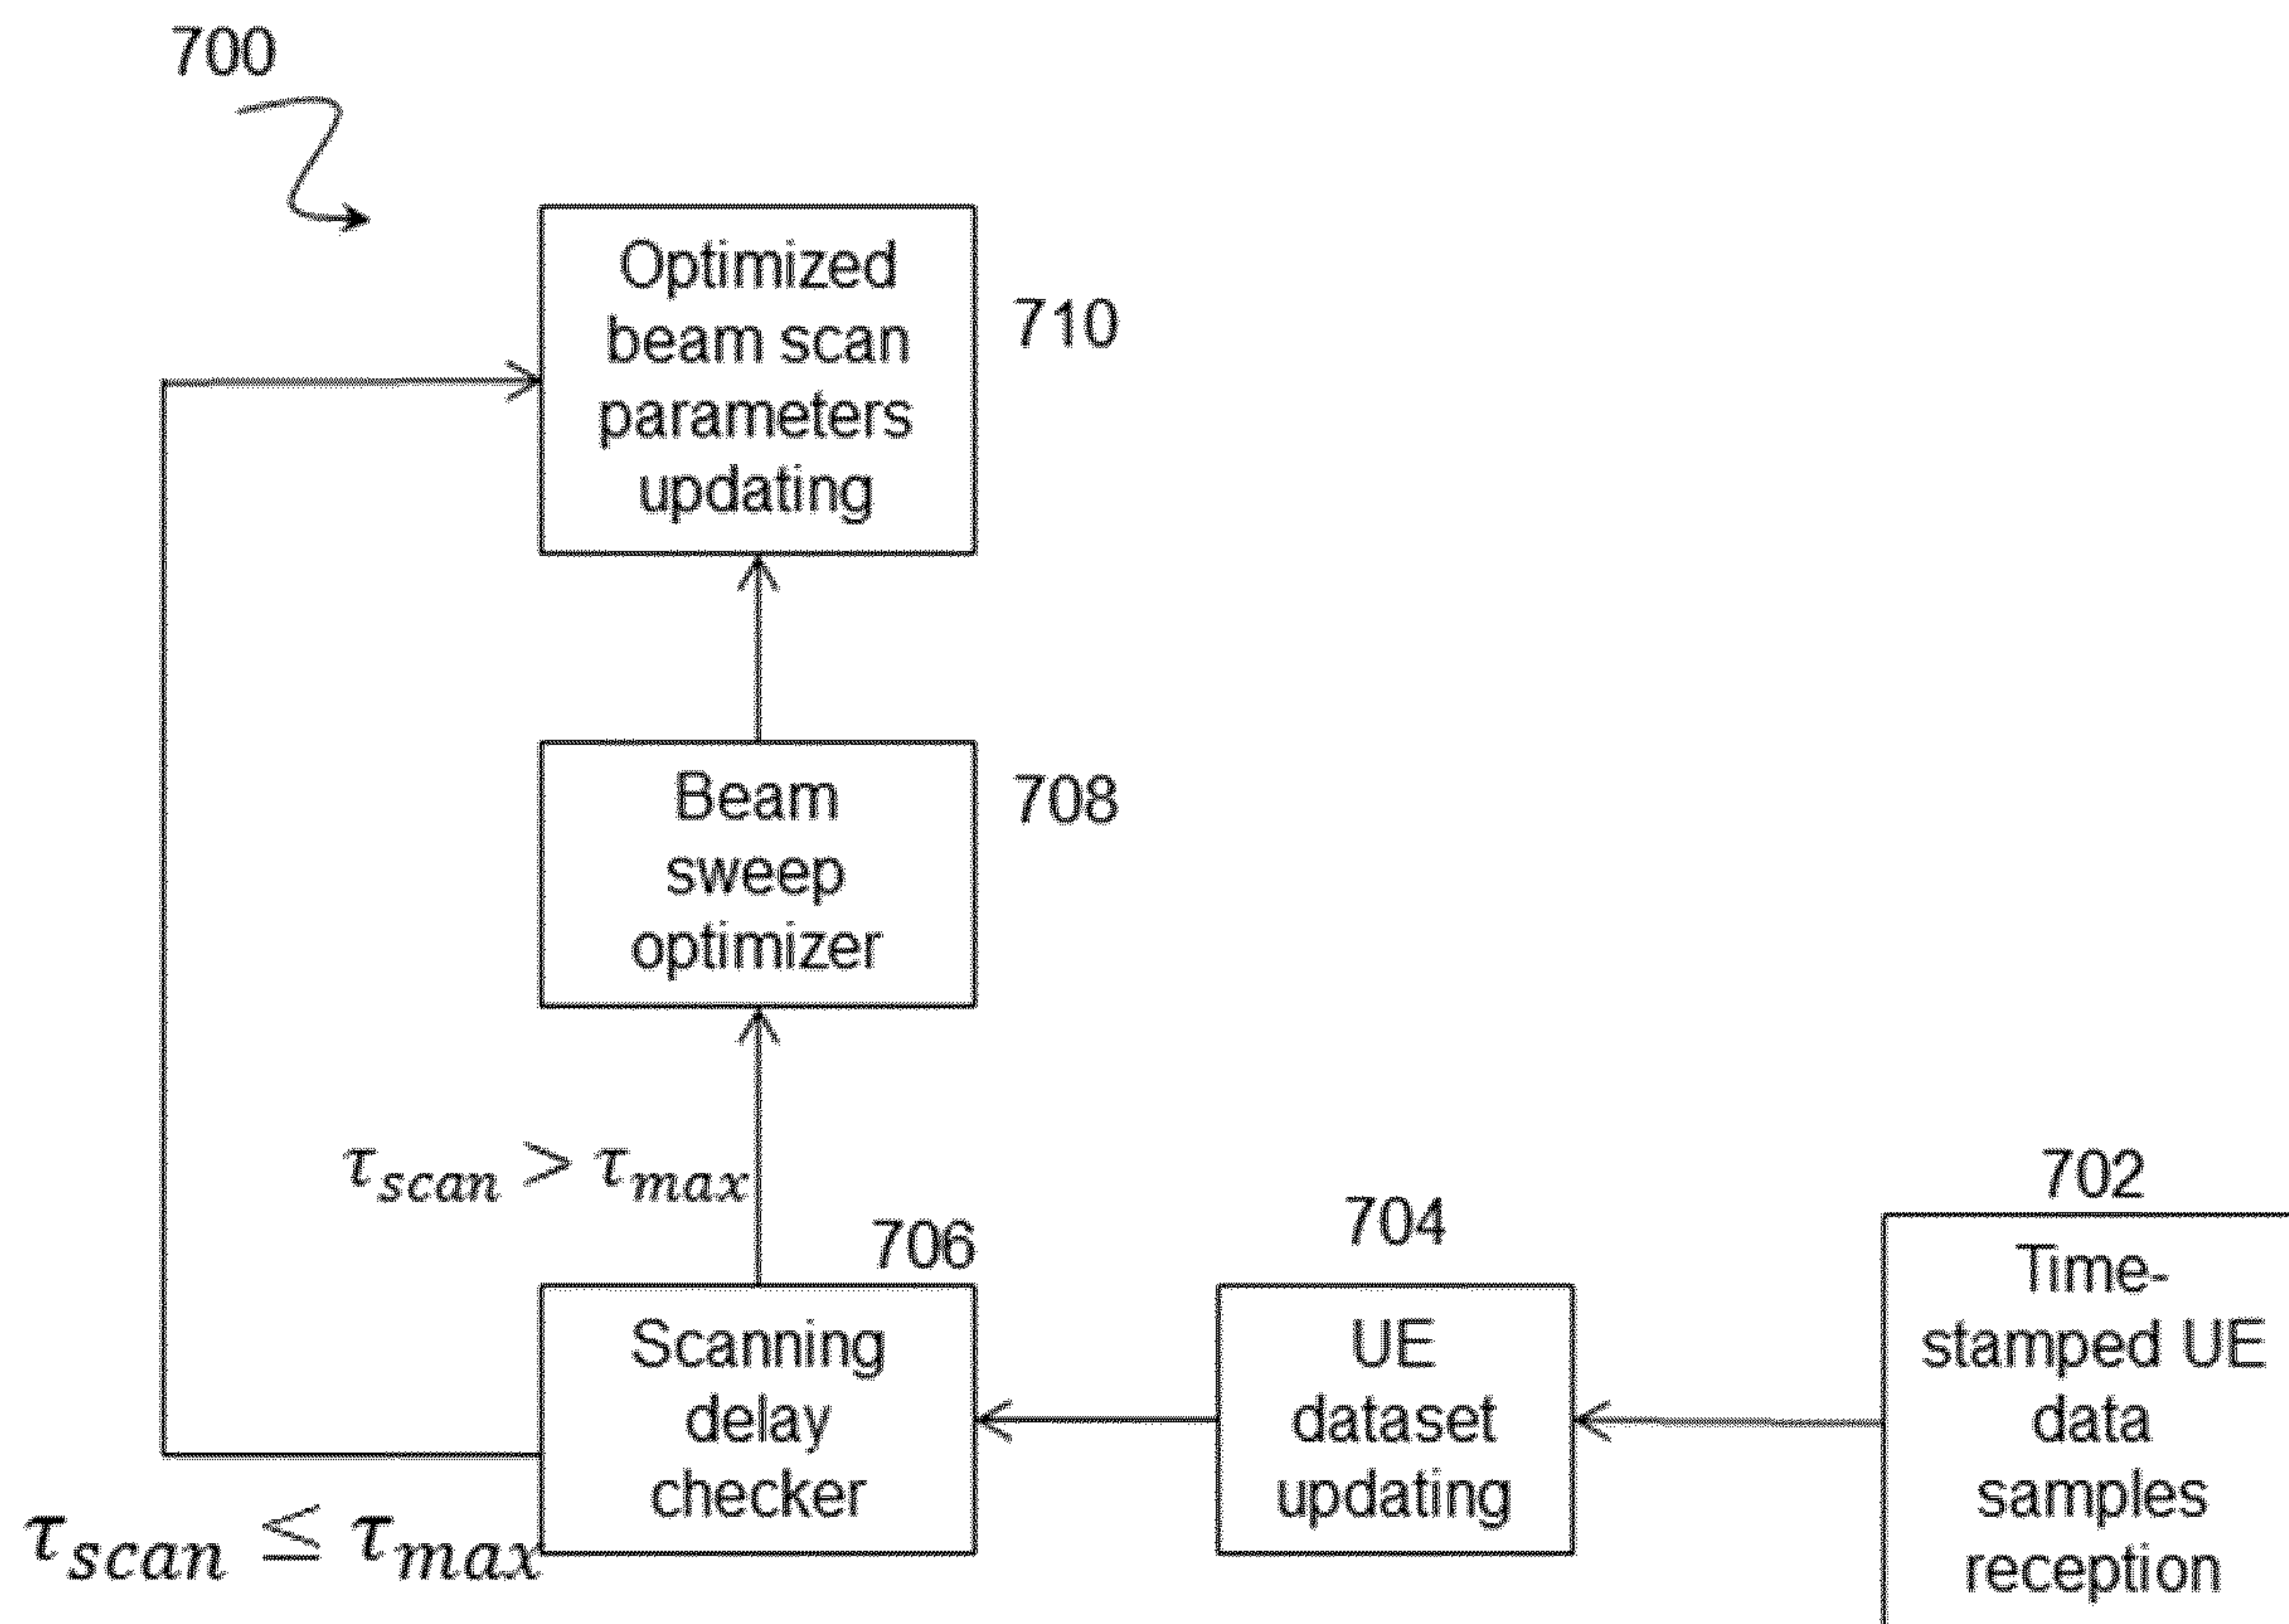 700
Optimized
beam scan
parameters
updating
710
Beam
sweep
optimizer
708
τscan > τmax
706
Scanning
delay
checker
τscan ≤ τmax
704
UE
dataset
updating
702
Time-
stamped UE
data
samples
reception